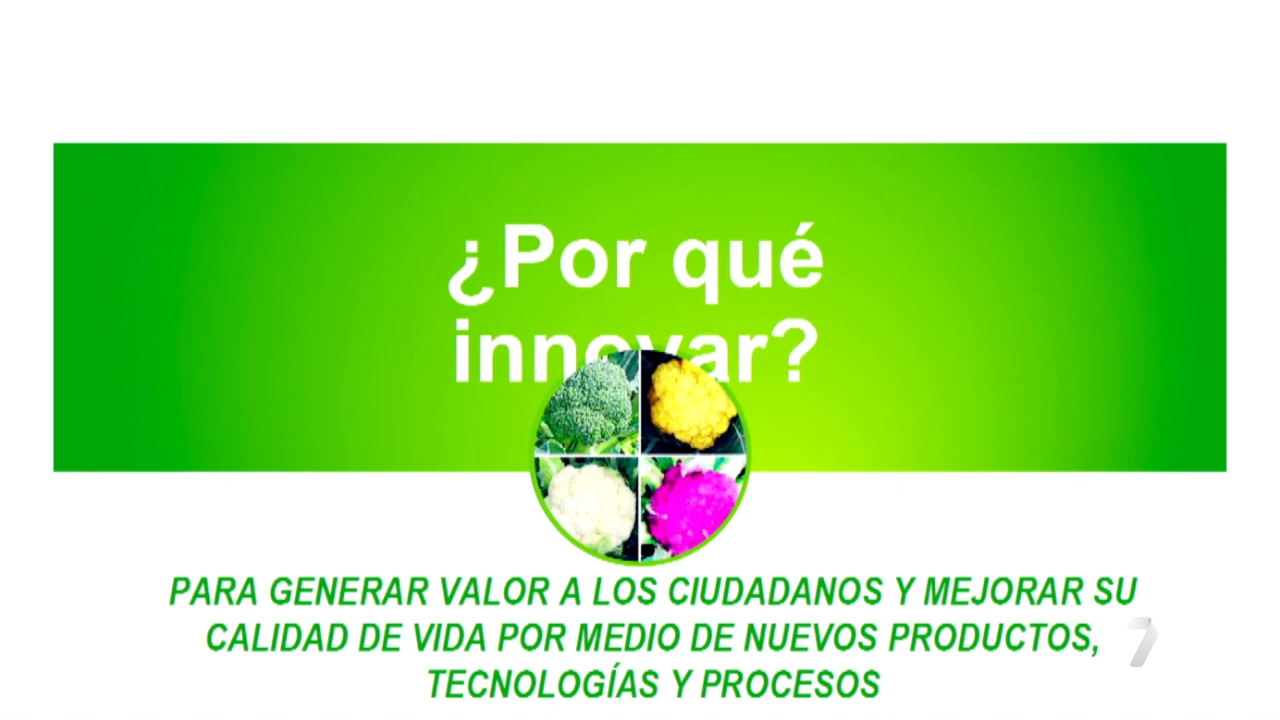 ¿Por qué
innovar?
PARA GENERAR VALOR A LOS CIUDADANOS Y MEJORAR SU
CALIDAD DE VIDA POR MEDIO DE NUEVOS PRODUCTOS,
TECNOLOGÍAS Y PROCESOS
7